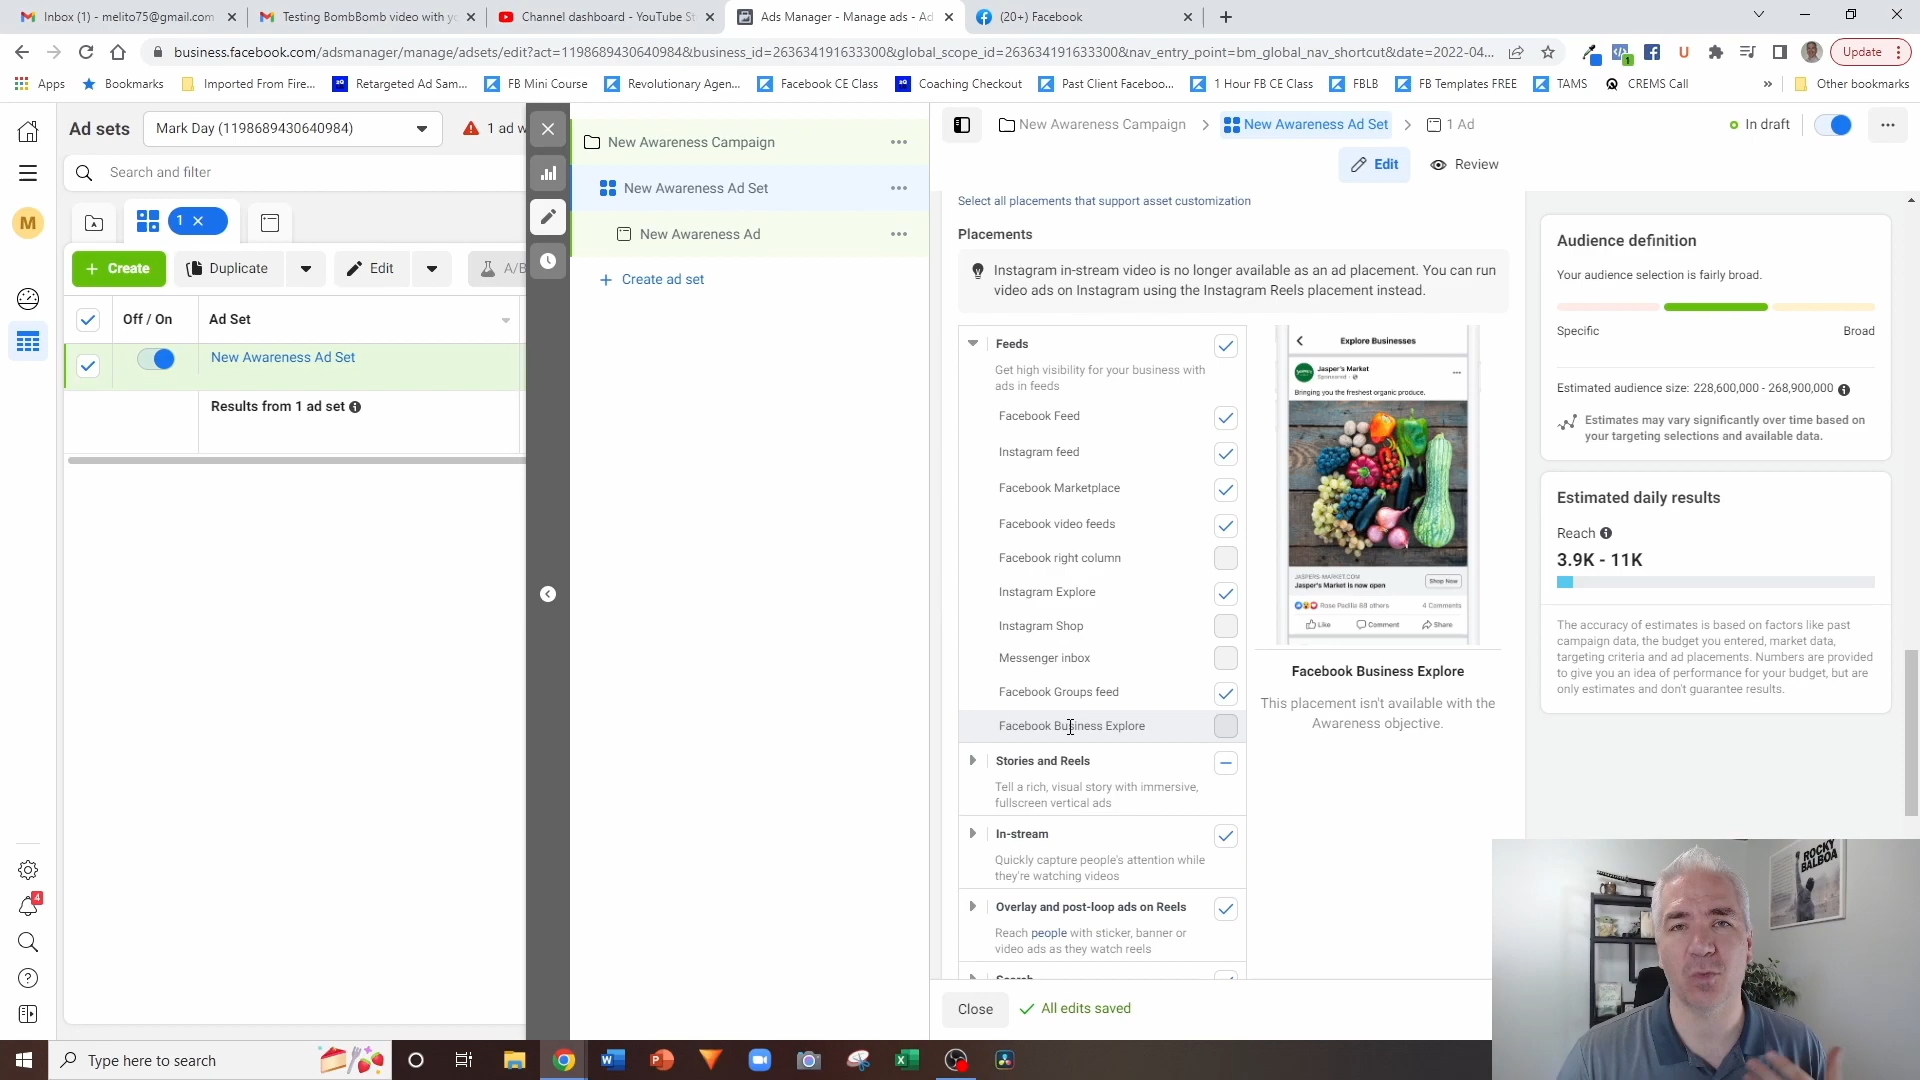 Inbox (1) - melito75@gmail.com
Testing BombBomb video with yo
Channel dashboard - YouTube St
Ads Manager - Manage ads - Ad
(20+) Facebook
business.facebook.com/adsmanager/manage/adsets/edit?act=1198689430640984&business_id=263634191633300&global_scope_id=263634191633300&nav_entry_point=bm_global_nav_shortcut&date=2022-04...
Update
Apps
Bookmarks
Imported From Fire...
Retargeted Ad Sam...
FB Mini Course
Revolutionary Agen...
Facebook CE Class
Coaching Checkout
Past Client Faceboo...
1 Hour FB CE Class
FBLB
FB Templates FREE
TAMS
CREMS Call
»
Other bookmarks
Ad sets
Mark Day (1198689430640984)
1 ad w
Search and filter
M
1
Create
Duplicate
Edit
A/B
Off / On
Ad Set
New Awareness Ad Set
Results from 1 ad set
4
New Awareness Campaign
New Awareness Ad Set
New Awareness Ad
Create ad set
New Awareness Campaign
New Awareness Ad Set
1 Ad
In draft
Edit
Review
Select all placements that support asset customization
Placements
Instagram in-stream video is no longer available as an ad placement. You can run
video ads on Instagram using the Instagram Reels placement instead.
Feeds
Get high visibility for your business with
ads in feeds
Facebook Feed
Instagram feed
Facebook Marketplace
Facebook video feeds
Facebook right column
Instagram Explore
Instagram Shop
Messenger inbox
Facebook Groups feed
Facebook Business Explore
Stories and Reels
Tell a rich, visual story with immersive,
fullscreen vertical ads
In-stream
Quickly capture people's attention while
they're watching videos
Overlay and post-loop ads on Reels
Reach people with sticker, banner or
video ads as they watch reels
Search
Explore Businesses
Jasper's Market
Sponsored
Bringing you the freshest organic produce.
JASPERS-MARKET.COM
Jasper's Market is now open
Shop Now
Rose Padilla 88 others
4 Comments
Like
Comment
Share
Facebook Business Explore
This placement isn't available with the
Awareness objective.
Close
All edits saved
Audience definition
Your audience selection is fairly broad.
Specific
Broad
Estimated audience size: 228,600,000 - 268,900,000
Estimates may vary significantly over time based on
your targeting selections and available data.
Estimated daily results
Reach
3.9K - 11K
The accuracy of estimates is based on factors like past
campaign data, the budget you entered, market data,
targeting criteria and ad placements. Numbers are provided
to give you an idea of performance for your budget, but are
only estimates and don't guarantee results.
ROCKY
BALBOA
Type here to search